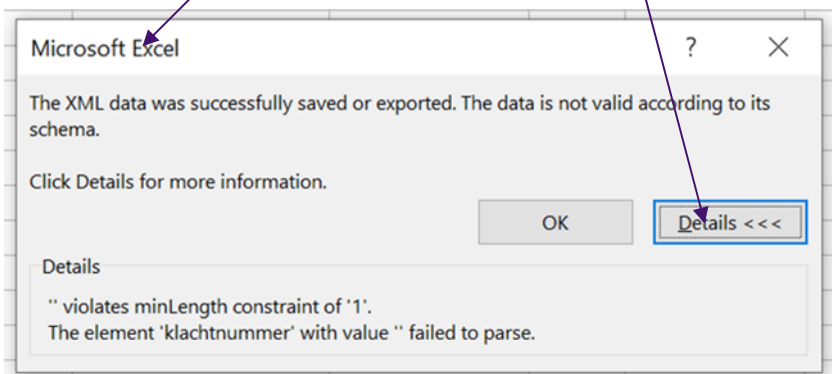 Microsoft Excel
?
The XML data was successfully saved or exported. The data is not valid according to its
schema.
Click Details for more information.
OK
Details <<<
Details
'' violates minLength constraint of '1'.
The element 'klachtnummer' with value '' failed to parse.